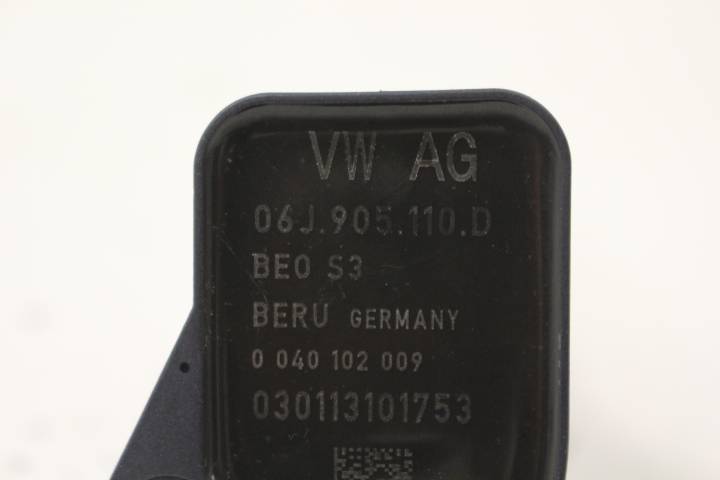 VW AG
06J.905.110.D
BEO S3
BERU GERMANY
0 040 102 009
030113101753